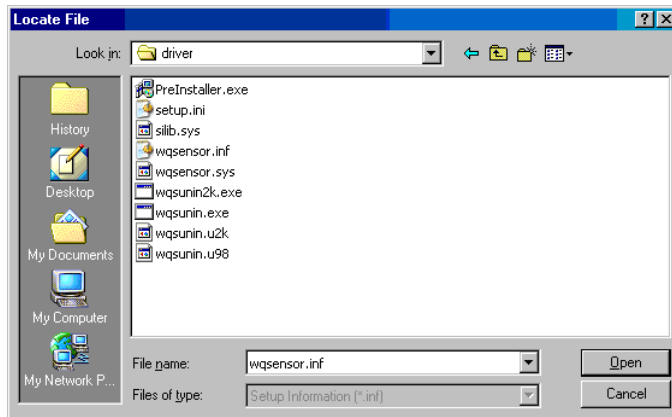 Locate File
Look in: driver
History
Desktop
My Documents
My Computer
My Network P...
PreInstaller.exe
setup.ini
silib.sys
wqsensor.inf
wqsensor.sys
wqsunin2k.exe
wqsunin.exe
wqsunin.u2k
wqsunin.u98
File name: wqsensor.inf Open
Files of type: Setup Information (*.inf) Cancel